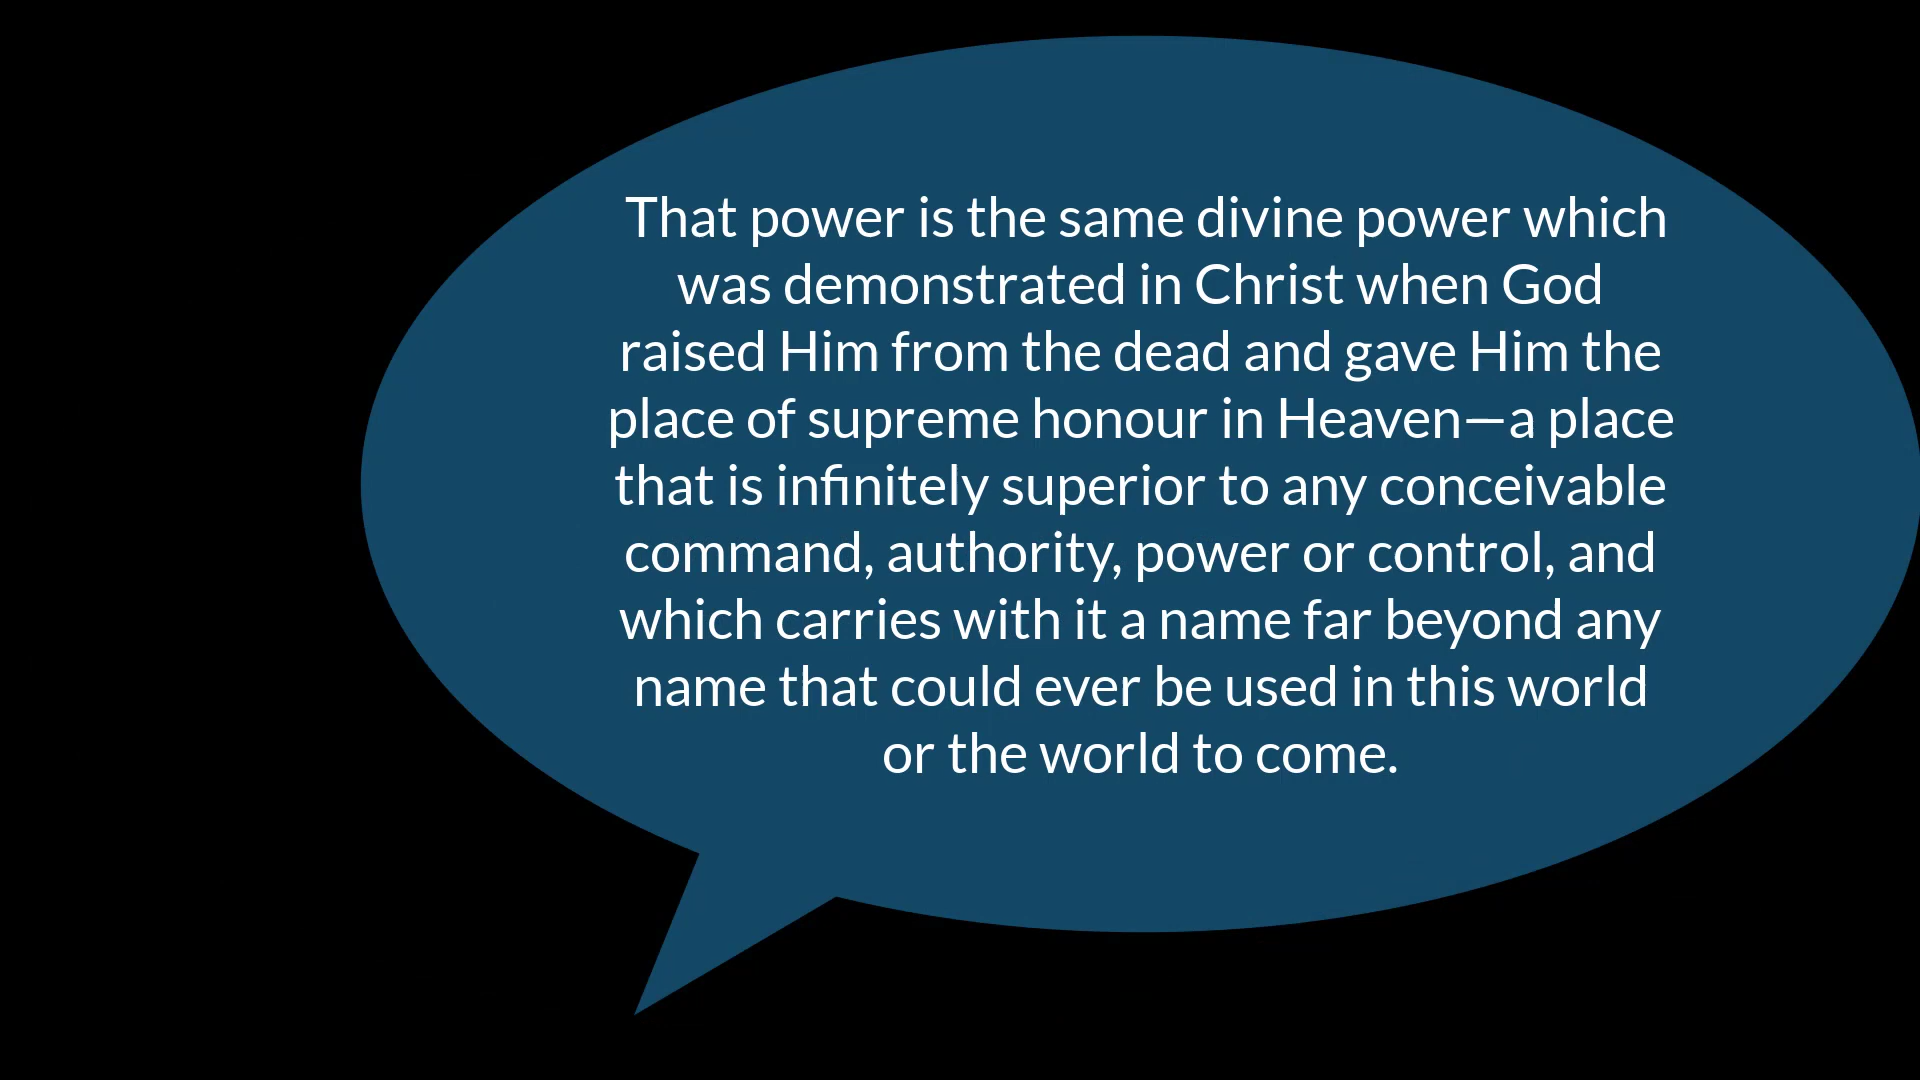 That power is the same divine power which
was demonstrated in Christ when God
raised Him from the dead and gave Him the
place of supreme honour in Heaven—a place
that is infinitely superior to any conceivable
command, authority, power or control, and
which carries with it a name far beyond any
name that could ever be used in this world
or the world to come.